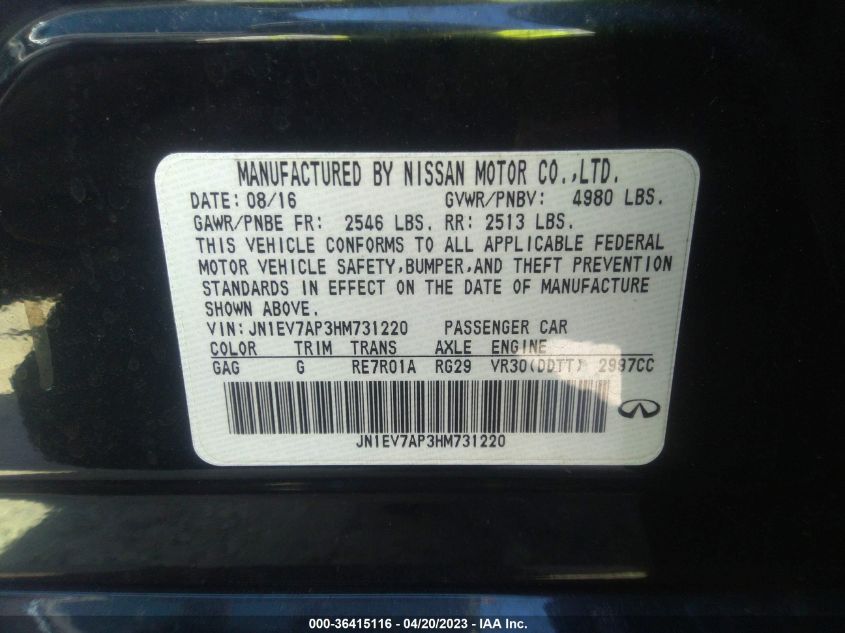 MANUFACTURED BY NISSAN MOTOR CO.,LTD.
DATE: 08/16 GVWR/PNBV: 4980 LBS.
GAWR/PNBE FR: 2546 LBS. RR: 2513 LBS.
THIS VEHICLE CONFORMS TO ALL APPLICABLE FEDERAL
MOTOR VEHICLE SAFETY,BUMPER,AND THEFT PREVENTION
STANDARDS IN EFFECT ON THE DATE OF MANUFACTURE
SHOWN ABOVE.
VIN:JN1EV7AP3HM731220 PASSENGER CAR
COLOR TRIM TRANS AXLE ENGINE
GAG G RE7R01A RG29 VR30(DDTT) 2997CC
JN1EV7AP3HM731220
000-36415116 - 04/20/2023 - IAA Inc.